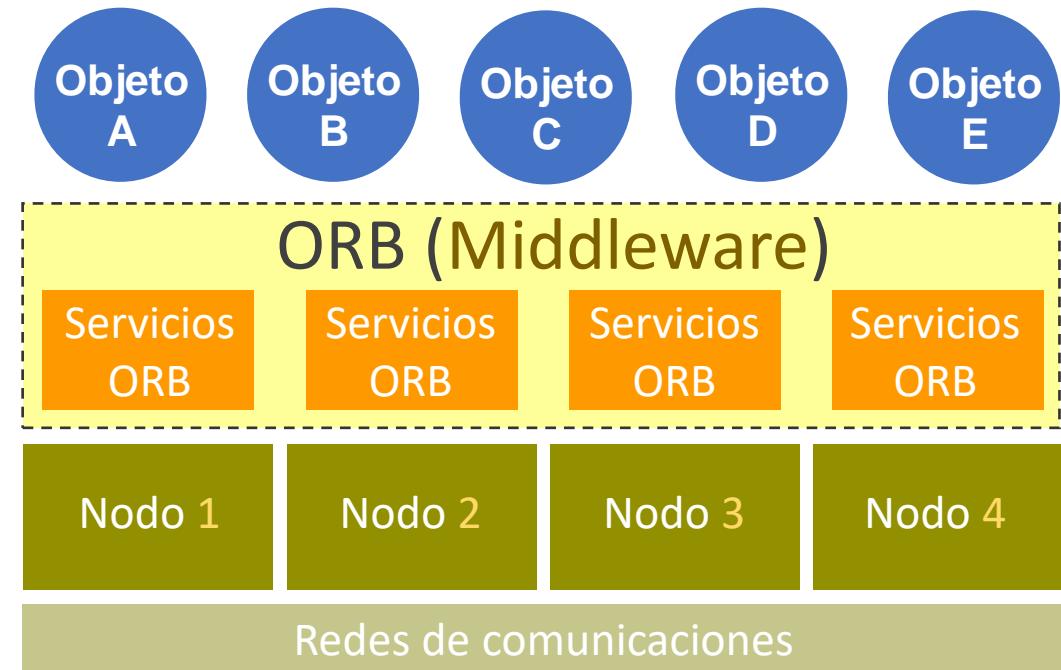 Objeto
A
Objeto
B
Objeto
C
Objeto
D
Objeto
E
ORB (Middleware)
Servicios
ORB
Servicios
ORB
Servicios
ORB
Servicios
ORB
Nodo 1
Nodo 2
Nodo 3
Nodo 4
Redes de comunicaciones